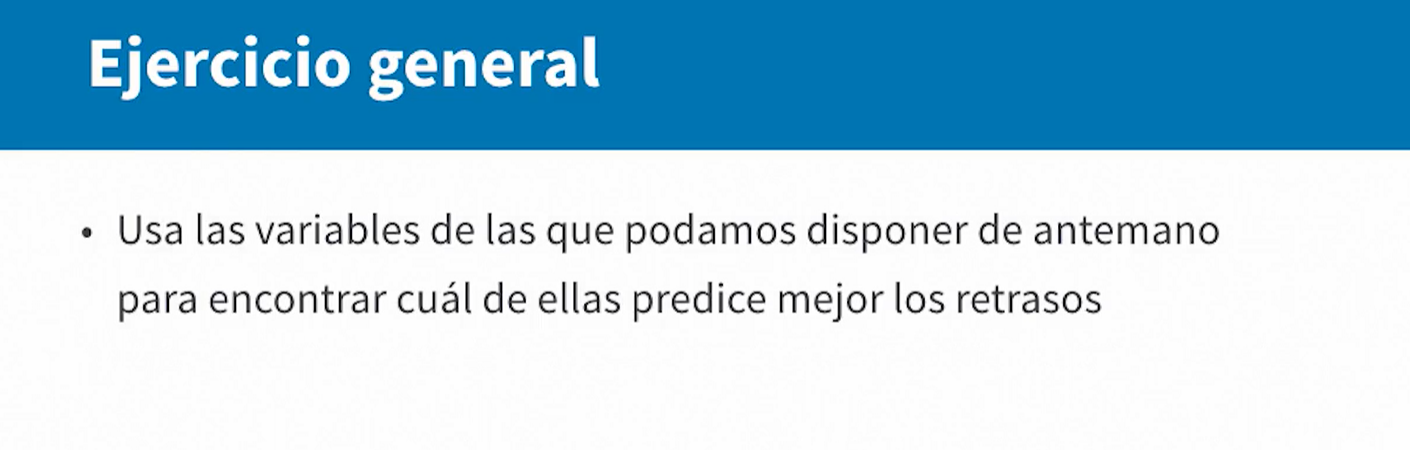 Ejercicio general
• Usa las variables de las que podamos disponer de antemano
para encontrar cuál de ellas predice mejor los retrasos